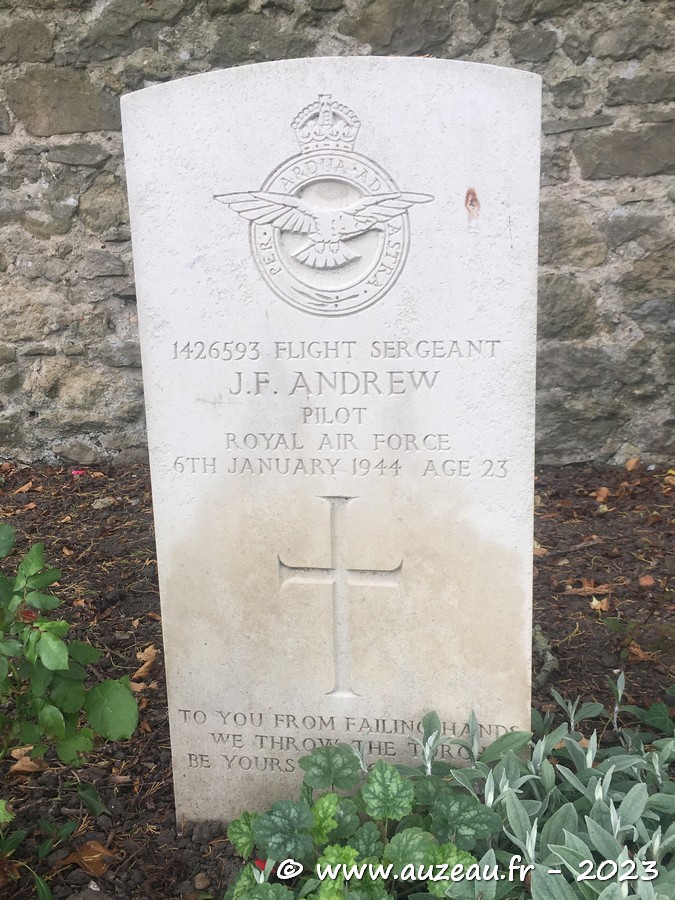 PER · ARDUA · AD ASTRA
1426593 FLIGHT SERGEANT
J.F. ANDREW
PILOT
ROYAL AIR FORCE
6TH JANUARY 1944 AGE 23
TO YOU FROM FAILING HANDS
WE THROW THE TORCH
BE YOURS
© www.auzeau.fr - 2023